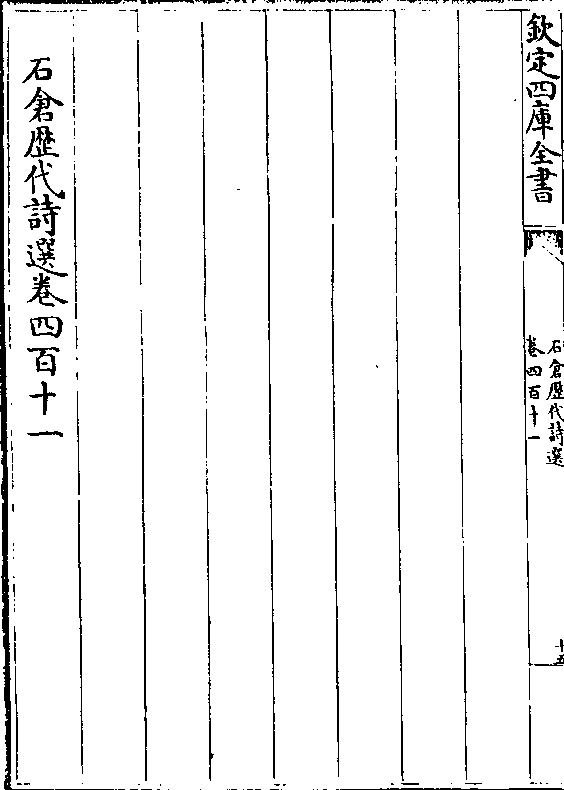 欽定四庫全書
石倉歷代詩選
卷四百十一
十五
石倉歷代詩選卷四百十一